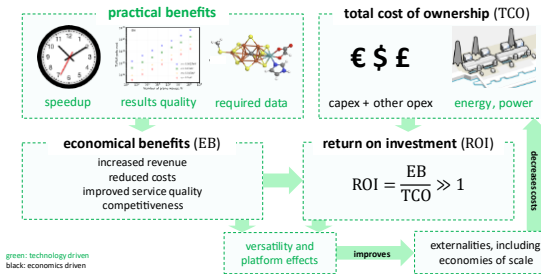 practical benefits
speedup
results quality
required data
total cost of ownership (TCO)
€ $ £
capex + other opex
energy, power
economical benefits (EB)
increased revenue
reduced costs
improved service quality
competitiveness
return on investment (ROI)
ROI = EB / TCO ≫ 1
decreases costs
versatility and
platform effects
improves
externalities, including
economies of scale
green: technology driven
black: economics driven